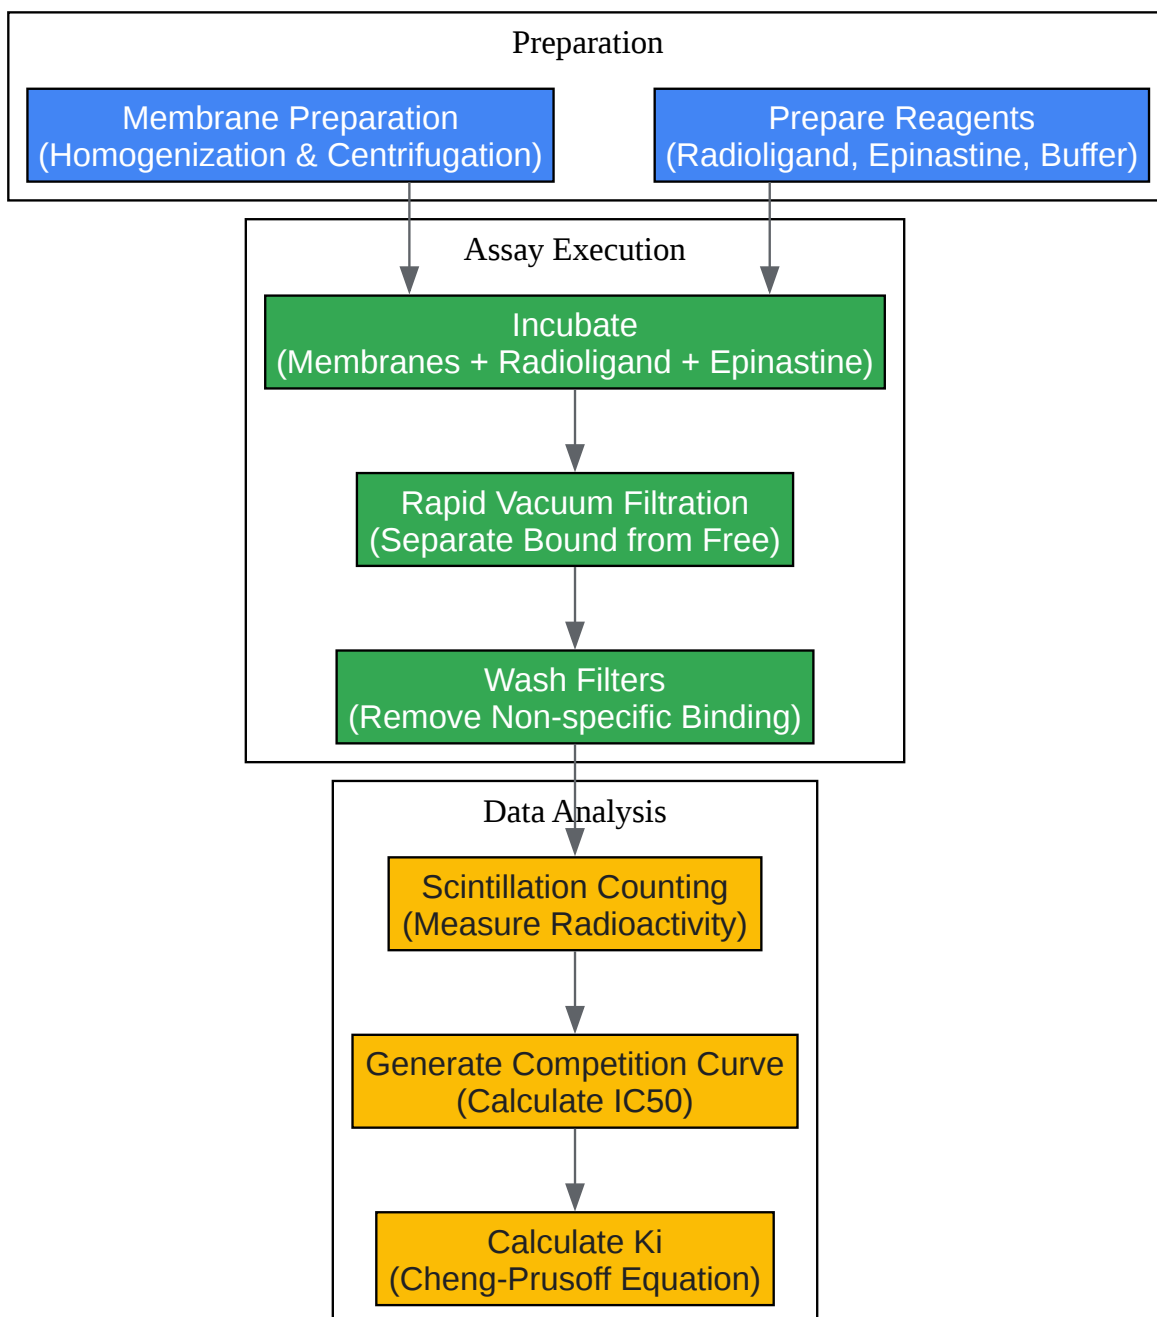 Preparation
Membrane Preparation
(Homogenization & Centrifugation)
Prepare Reagents
(Radioligand, Epinastine, Buffer)
Assay Execution
Incubate
(Membranes + Radioligand + Epinastine)
Rapid Vacuum Filtration
(Separate Bound from Free)
Wash Filters
(Remove Non-specific Binding)
Data Analysis
Scintillation Counting
(Measure Radioactivity)
Generate Competition Curve
(Calculate IC50)
Calculate Ki
(Cheng-Prusoff Equation)